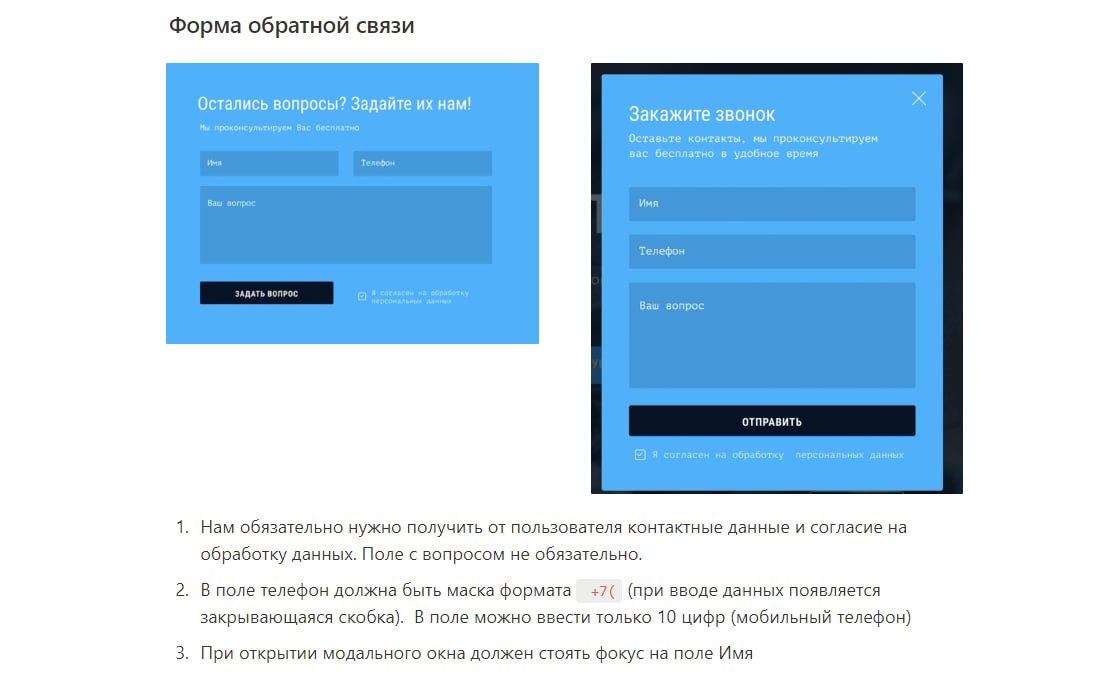 Форма обратной связи
Остались вопросы? Задайте их нам!
Мы проконсультируем Вас бесплатно
Имя
Телефон
Ваш вопрос
ЗАДАТЬ ВОПРОС
Я согласен на обработку
персональных данных
Закажите звонок
Оставьте контакты, мы проконсультируем
вас бесплатно в удобное время
Имя
Телефон
Ваш вопрос
ОТПРАВИТЬ
Я согласен на обработку персональных данных
1. Нам обязательно нужно получить от пользователя контактные данные и согласие на
обработку данных. Поле с вопросом не обязательно.
2. В поле телефон должна быть маска формата +7( (при вводе данных появляется
закрывающаяся скобка). В поле можно ввести только 10 цифр (мобильный телефон)
3. При открытии модального окна должен стоять фокус на поле Имя